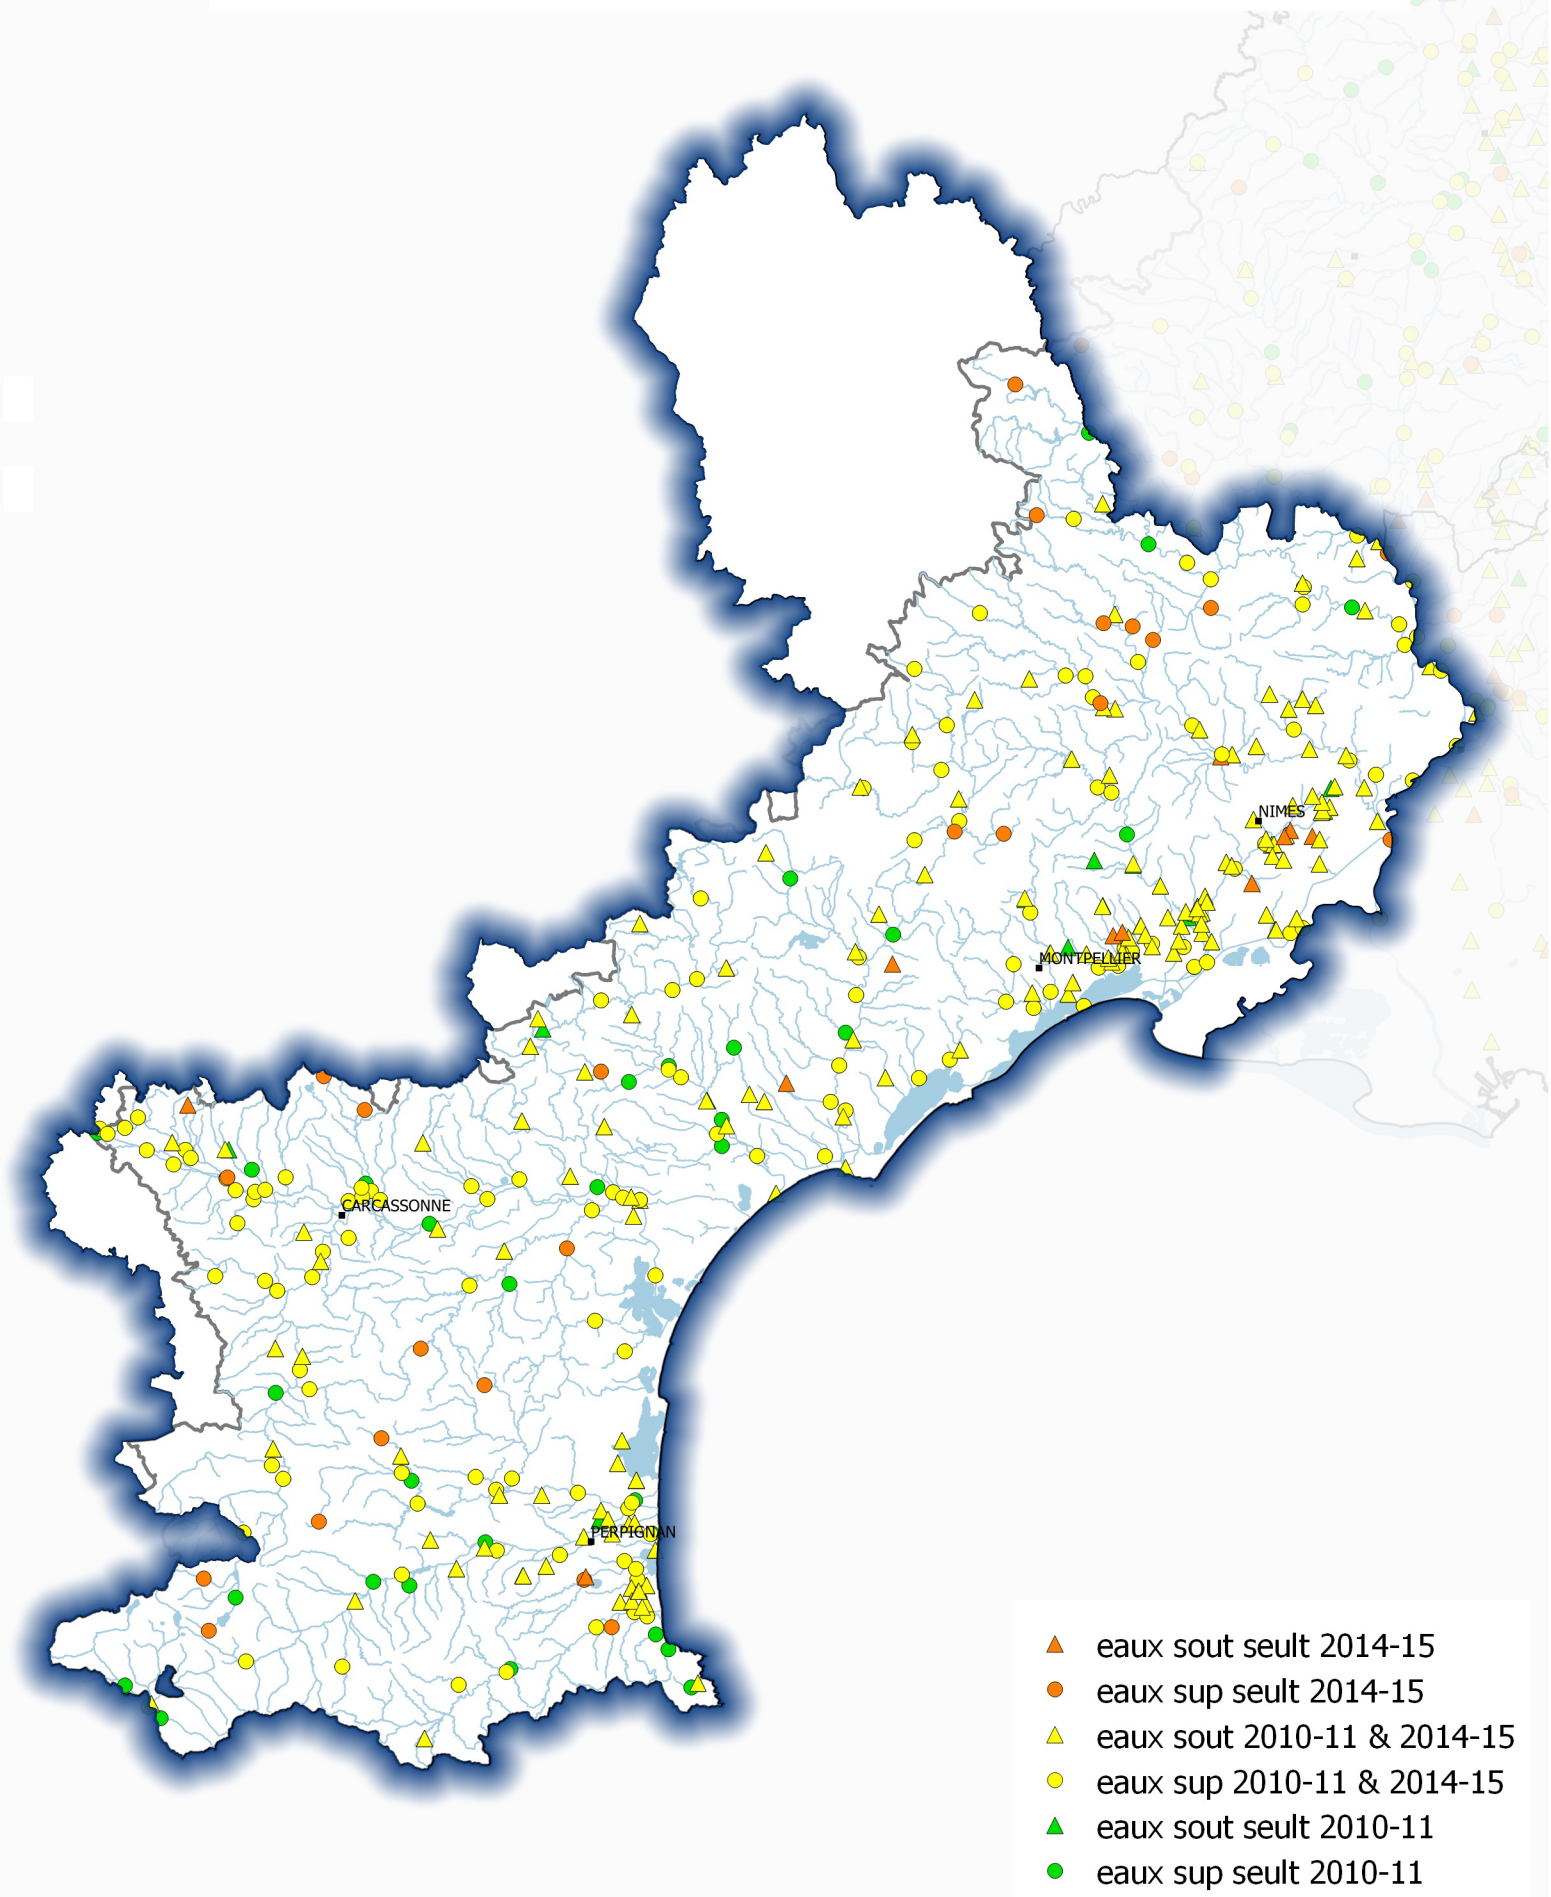 NIMES
MONTPELLIER
CARCASSONNE
PERPIGNAN
eaux sout seult 2014-15
eaux sup seult 2014-15
eaux sout 2010-11 & 2014-15
eaux sup 2010-11 & 2014-15
eaux sout seult 2010-11
eaux sup seult 2010-11